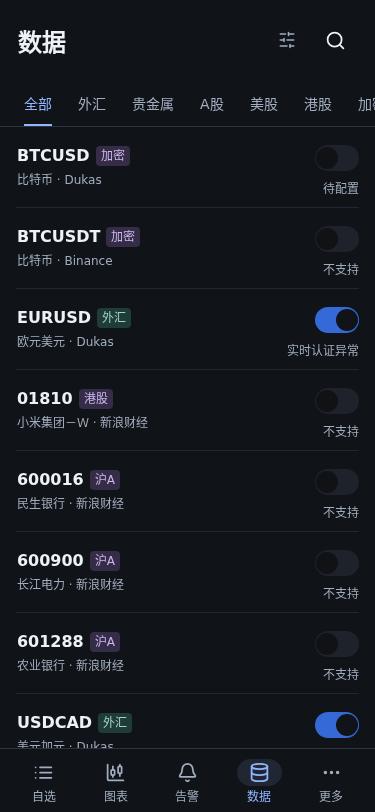 数据
全部 外汇 贵金属 A股 美股 港股 加
BTCUSD 加密
比特币 · Dukas
待配置
BTCUSDT 加密
比特币 · Binance
不支持
EURUSD 外汇
欧元美元 · Dukas
实时认证异常
01810 港股
小米集团－W · 新浪财经
不支持
600016 沪A
民生银行 · 新浪财经
不支持
600900 沪A
长江电力 · 新浪财经
不支持
601288 沪A
农业银行 · 新浪财经
不支持
USDCAD 外汇
美元加元 · Dukas
自选 图表 告警 数据 更多